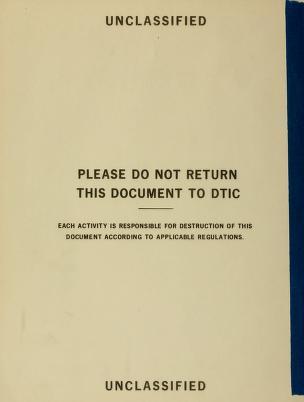 UNCLASSIFIED
PLEASE DO NOT RETURN
THIS DOCUMENT TO DTIC
EACH ACTIVITY IS RESPONSIBLE FOR DESTRUCTION OF THIS
DOCUMENT ACCORDING TO APPLICABLE REGULATIONS.
UNCLASSIFIED